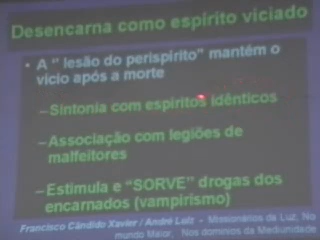 Desencarna como espírito viciado
• A “ lesão do perispirito” mantém o
vício após a morte
–Sintonia com espíritos idênticos
–Associação com legiões de
malfeitores
–Estimula e “SORVE” drogas dos
encarnados (vampirismo)
Francisco Cândido Xavier / André Luiz – Missionários da Luz, No
mundo Maior, Nos domínios da Mediunidade